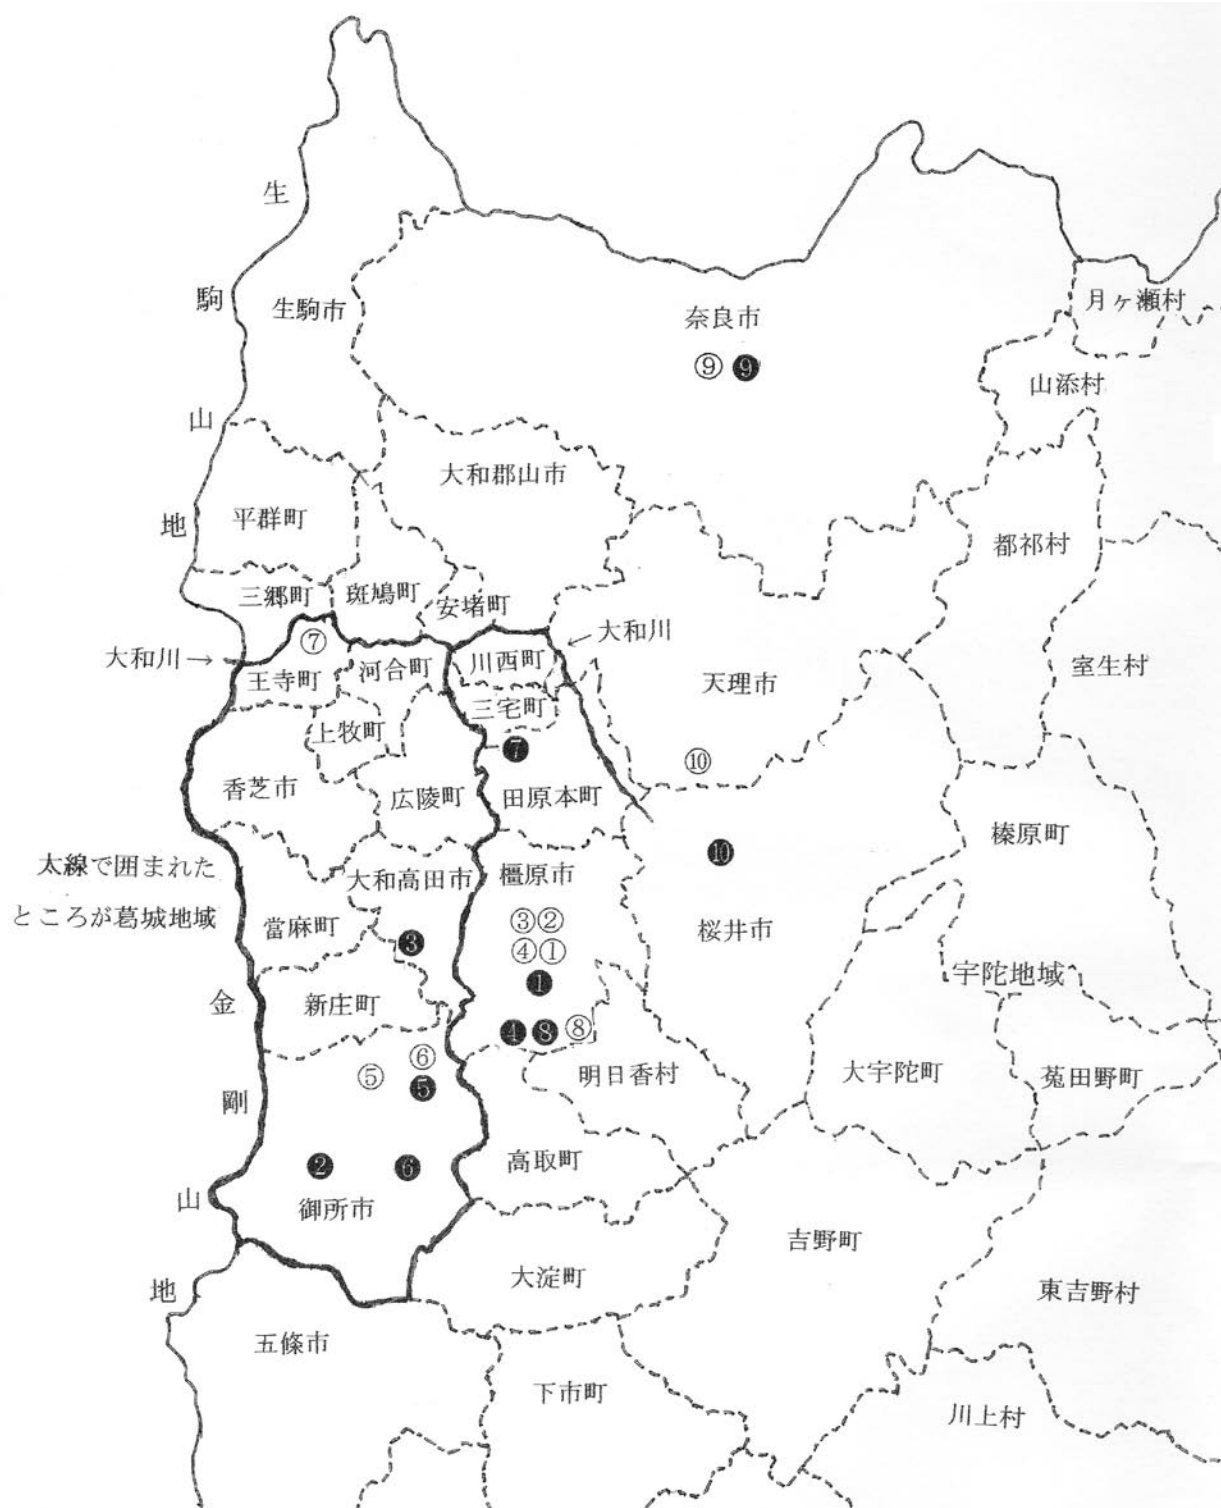 生
駒
山
地
生駒市
奈良市
⑨ ❾
月ヶ瀬村
山添村
大和郡山市
平群町
都祁村
三郷町
斑鳩町
安堵町
大和川
⑦
大和川→
王寺町
河合町
川西町
←大和川
天理市
室生村
上牧町
三宅町
❼
⑩
香芝市
広陵町
田原本町
❿
榛原町
太線で囲まれた
ところが葛城地域
大和高田市
橿原市
當麻町
③②
④①
❸
❶
桜井市
宇陀地域
金
剛
山
地
新庄町
❹ ❽ ⑧
⑥
⑤
❺
明日香村
大宇陀町
菟田野町
❷
❻
高取町
御所市
吉野町
大淀町
東吉野村
五條市
下市町
川上村